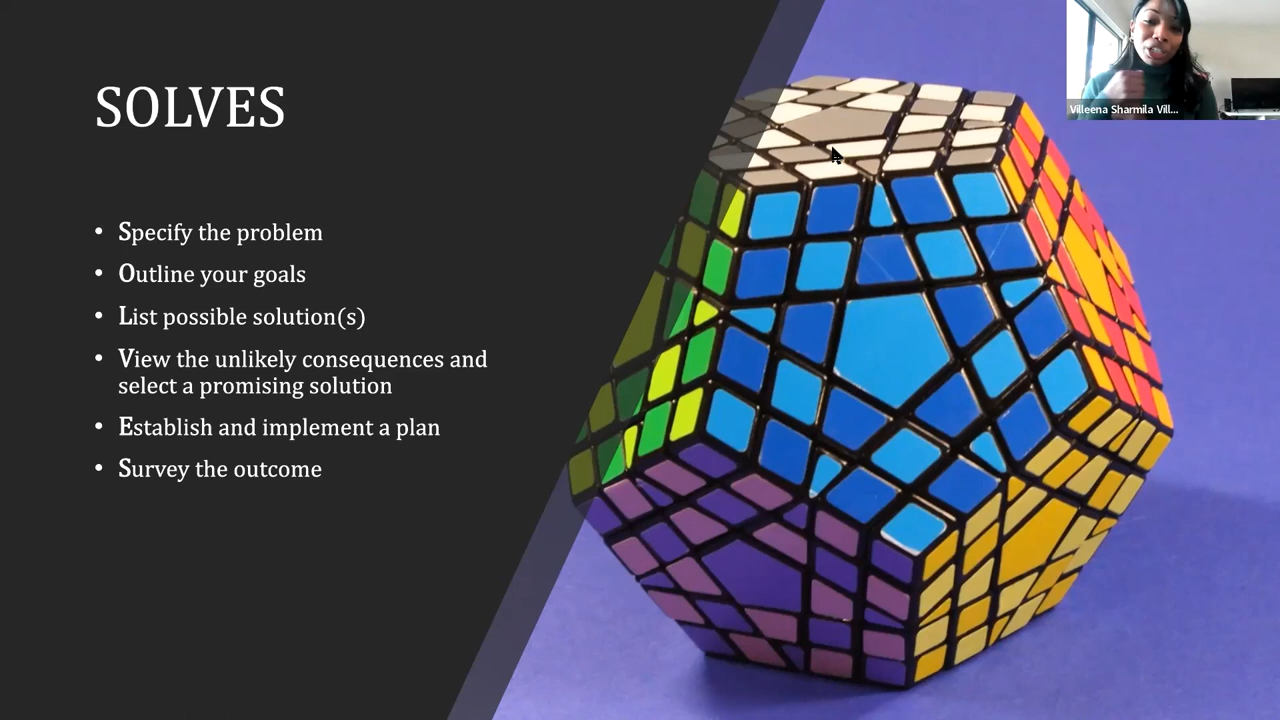 SOLVES
• Specify the problem
• Outline your goals
• List possible solution(s)
• View the unlikely consequences and
select a promising solution
• Establish and implement a plan
• Survey the outcome
Villeena Sharmila Vill...